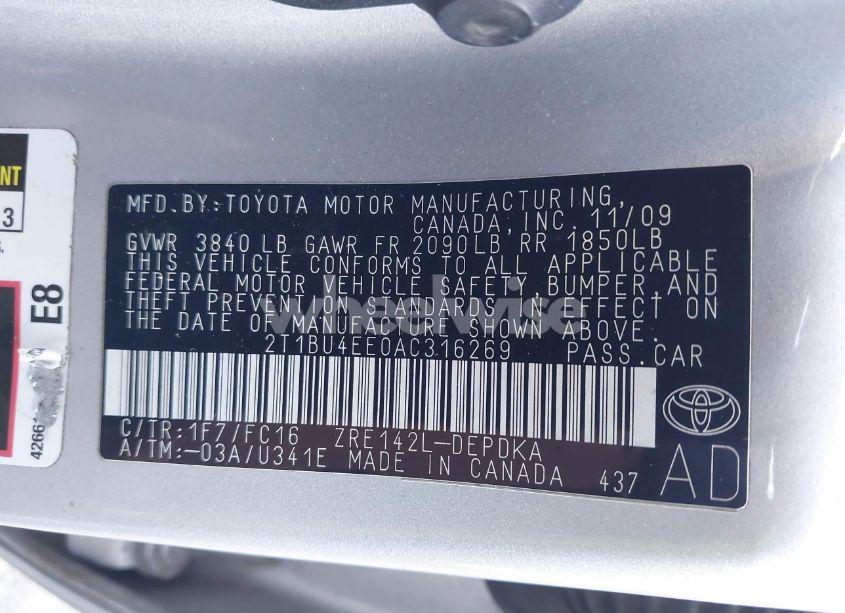 NT
3
E8
MFD.BY:TOYOTA MOTOR MANUFACTURING,
CANADA,INC. 11/09
GVWR 3840 LB GAWR FR 2090LB RR 1850LB
THIS VEHICLE CONFORMS TO ALL APPLICABLE
FEDERAL MOTOR VEHICLE SAFETY, BUMPER, AND
THEFT PREVENTION STANDARDS IN EFFECT ON
THE DATE OF MANUFACTURE SHOWN ABOVE.
wheelwise
2T1BU4EE0AC316269 PASS.CAR
C/TR:1F7/FC16 ZRE142L-DEPDKA
A/TM:-03A/U341E MADE IN CANADA 437
AD